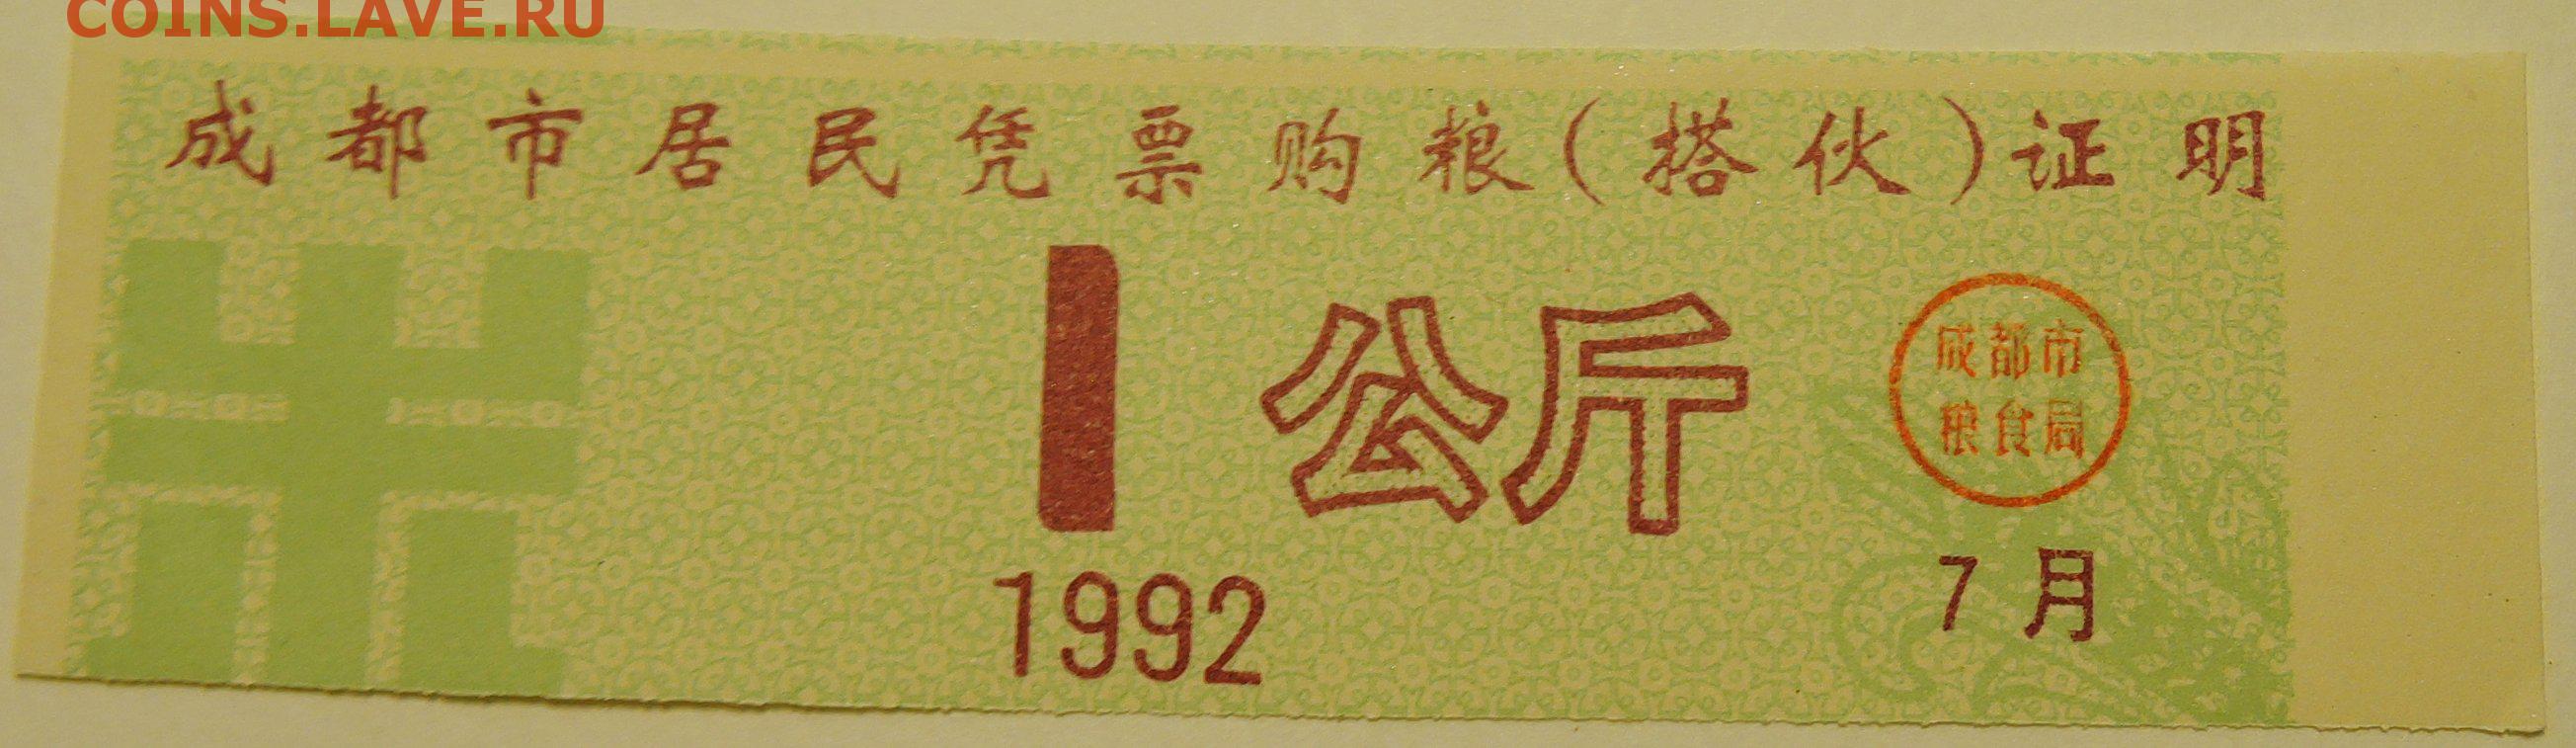 COINS.LAVE.RU
成都市居民凭票购粮(搭伙)证明
1公斤
成都市
粮食局
1992
7月